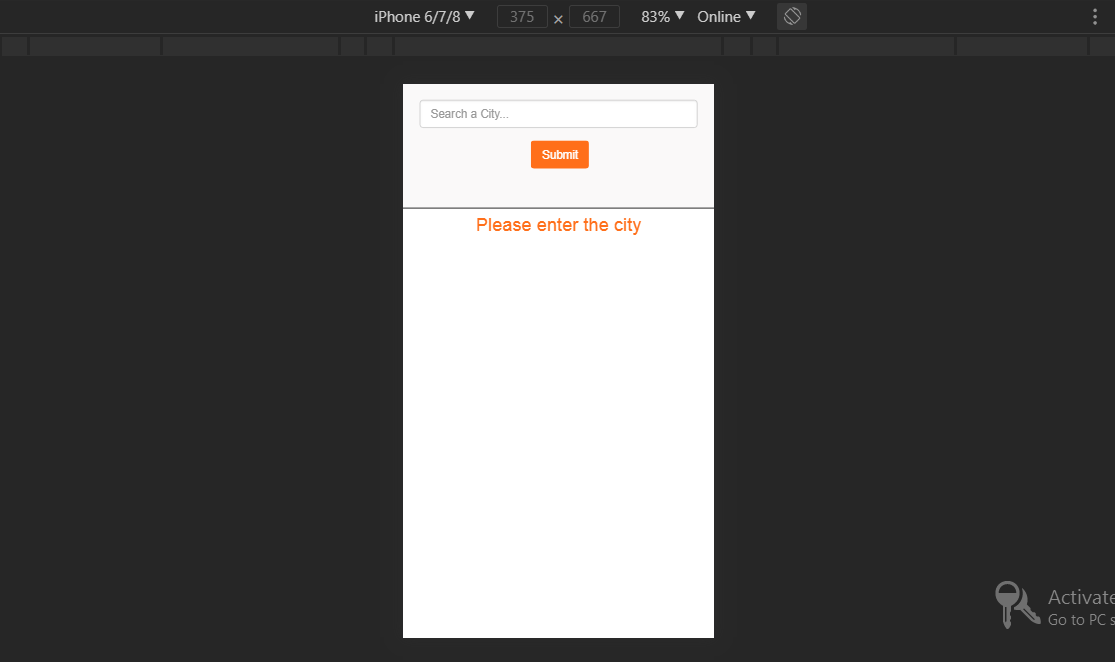 iPhone 6/7/8 ▼ 375 × 667 83% ▼ Online ▼
Search a City...
Submit
Please enter the city
Activate
Go to PC s